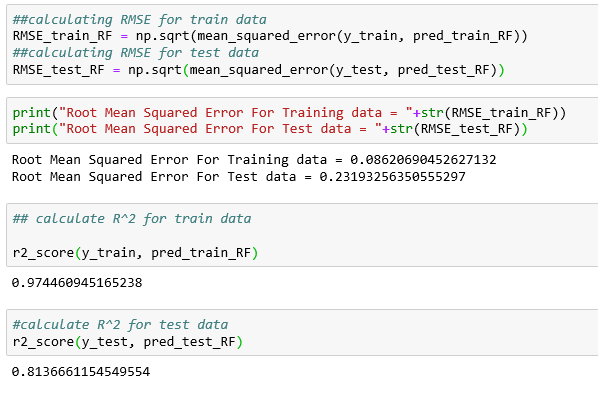 ##calculating RMSE for train data
RMSE_train_RF = np.sqrt(mean_squared_error(y_train, pred_train_RF))
##calculating RMSE for test data
RMSE_test_RF = np.sqrt(mean_squared_error(y_test, pred_test_RF))
print("Root Mean Squared Error For Training data = "+str(RMSE_train_RF))
print("Root Mean Squared Error For Test data = "+str(RMSE_test_RF))
Root Mean Squared Error For Training data = 0.08620690452627132
Root Mean Squared Error For Test data = 0.23193256350555297
## calculate R^2 for train data
r2_score(y_train, pred_train_RF)
0.974460945165238
#calculate R^2 for test data
r2_score(y_test, pred_test_RF)
0.8136661154549554